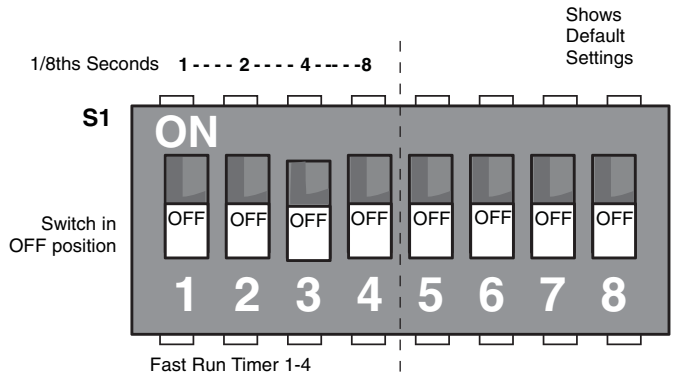 Shows
Default
Settings
1/8ths Seconds 1 - - - - 2 - - - - 4 - - - - - 8
S1
ON
OFF OFF OFF OFF OFF OFF OFF OFF
Switch in
OFF position
1 2 3 4 5 6 7 8
Fast Run Timer 1-4